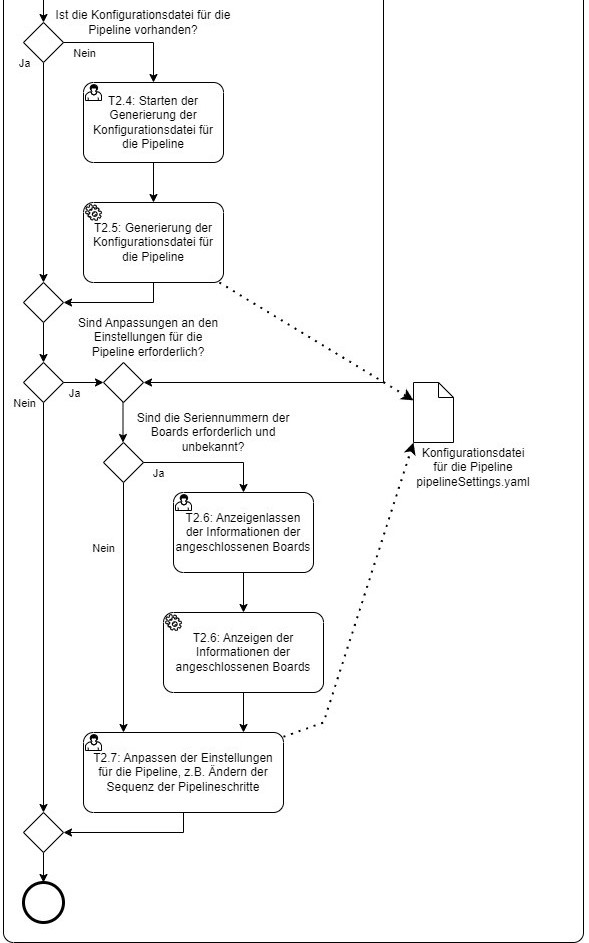 Ist die Konfigurationsdatei für die
Pipeline vorhanden?
Nein
Ja
T2.4: Starten der
Generierung der
Konfigurationsdatei für
die Pipeline
T2.5: Generierung der
Konfigurationsdatei für
die Pipeline
Sind Anpassungen an den
Einstellungen für die
Pipeline erforderlich?
Ja
Nein
Sind die Seriennummern der
Boards erforderlich und
unbekannt?
Konfigurationsdatei
für die Pipeline
pipelineSettings.yaml
Ja
T2.6: Anzeigenlassen
der Informationen der
angeschlossenen Boards
Nein
T2.6: Anzeigen der
Informationen der
angeschlossenen Boards
T2.7: Anpassen der Einstellungen
für die Pipeline, z.B. Ändern der
Sequenz der Pipelineschritte